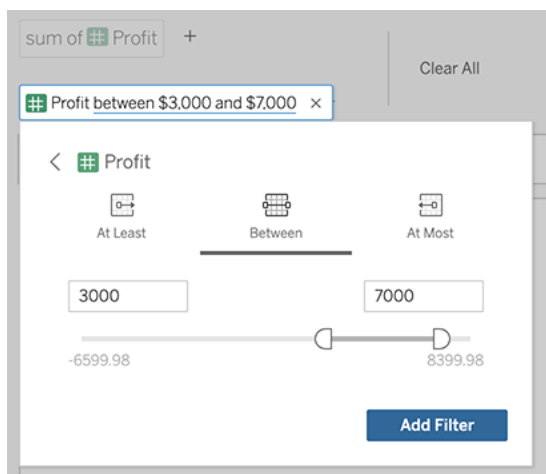 sum of Profit +
Clear All
Profit between $3,000 and $7,000 ×
Profit
At Least Between At Most
3000 7000
-6599.98 8399.98
Add Filter